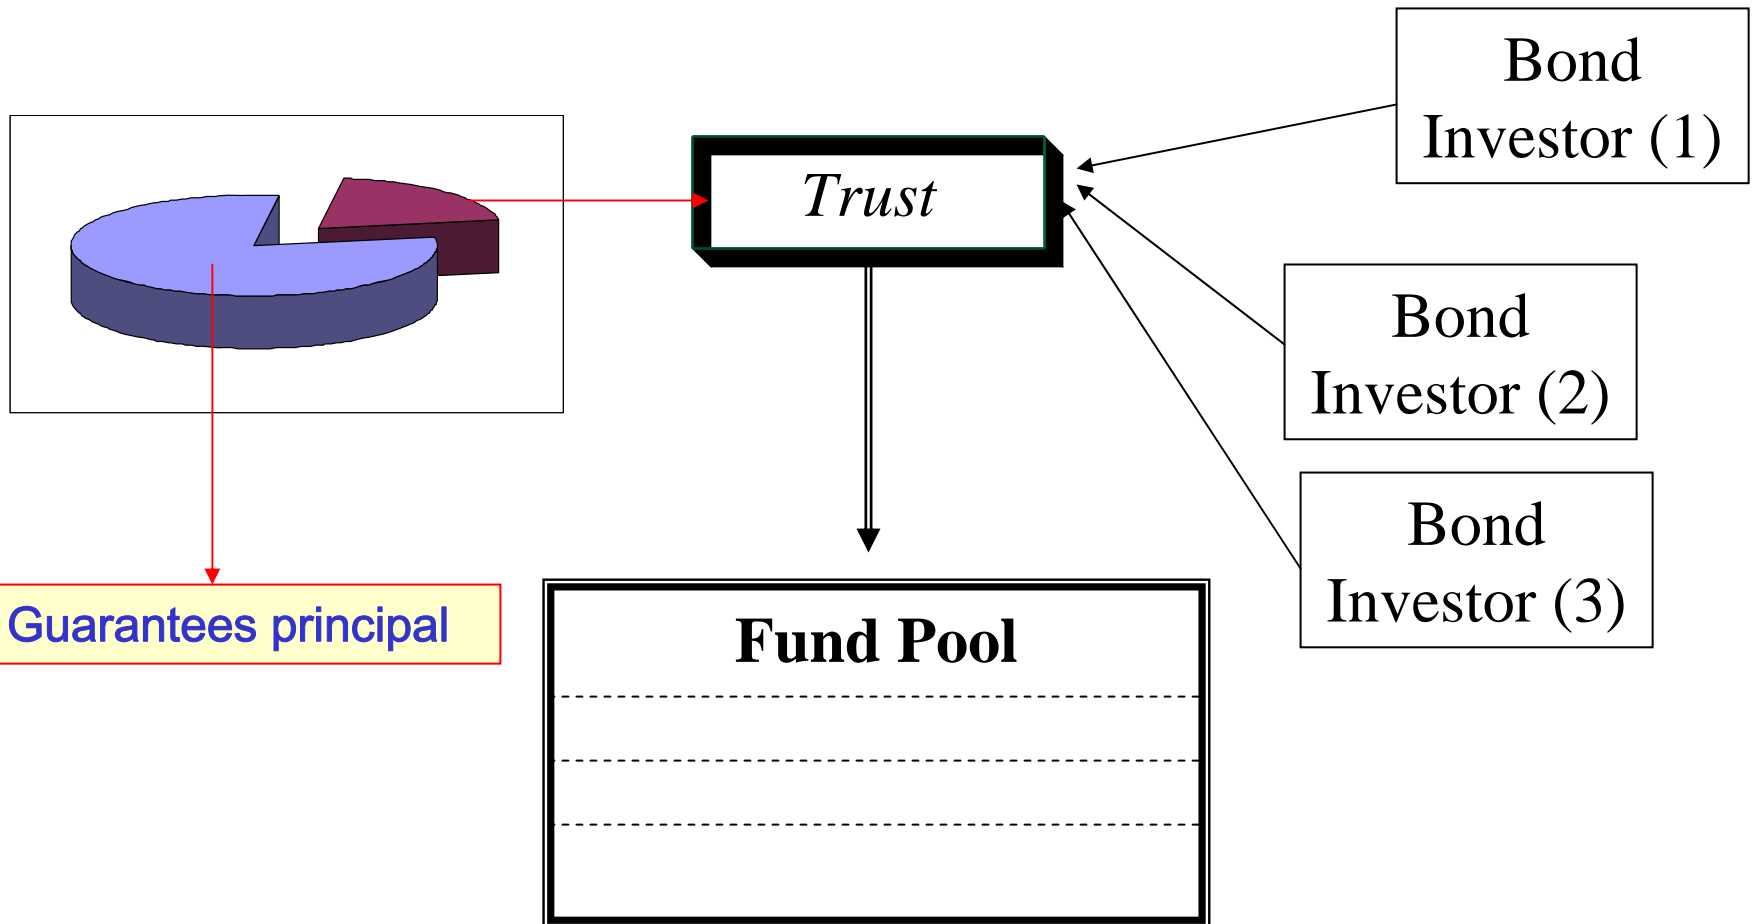 Bond
Investor (1)
Trust
Bond
Investor (2)
Bond
Investor (3)
Guarantees principal
Fund Pool